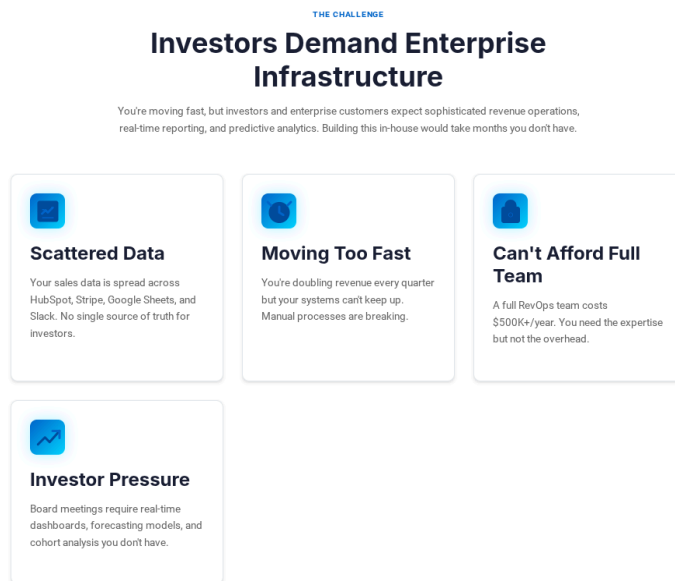 THE CHALLENGE
Investors Demand Enterprise
Infrastructure
You're moving fast, but investors and enterprise customers expect sophisticated revenue operations,
real-time reporting, and predictive analytics. Building this in-house would take months you don't have.
Scattered Data
Your sales data is spread across
HubSpot, Stripe, Google Sheets, and
Slack. No single source of truth for
investors.
Moving Too Fast
You're doubling revenue every quarter
but your systems can't keep up.
Manual processes are breaking.
Can't Afford Full
Team
A full RevOps team costs
$500K+/year. You need the expertise
but not the overhead.
Investor Pressure
Board meetings require real-time
dashboards, forecasting models, and
cohort analysis you don't have.